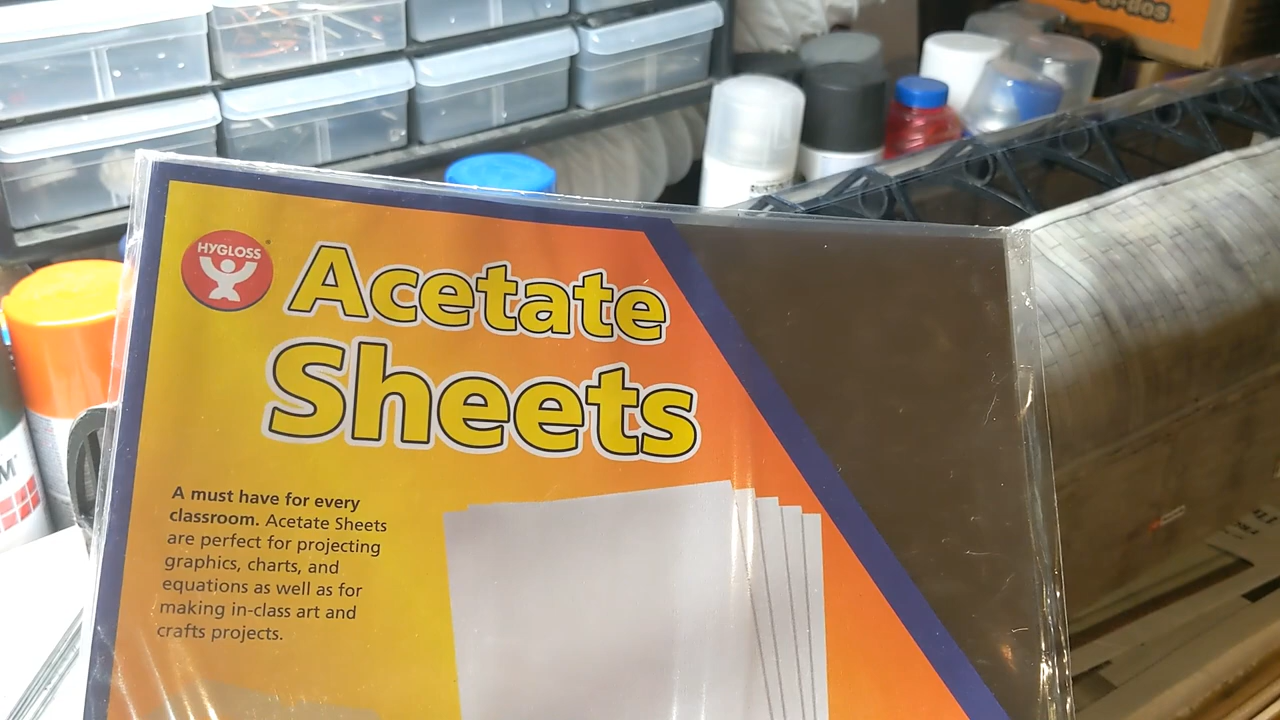 HYGLOSS
Acetate
Sheets
A must have for every
classroom. Acetate Sheets
are perfect for projecting
graphics, charts, and
equations as well as for
making in-class art and
crafts projects.